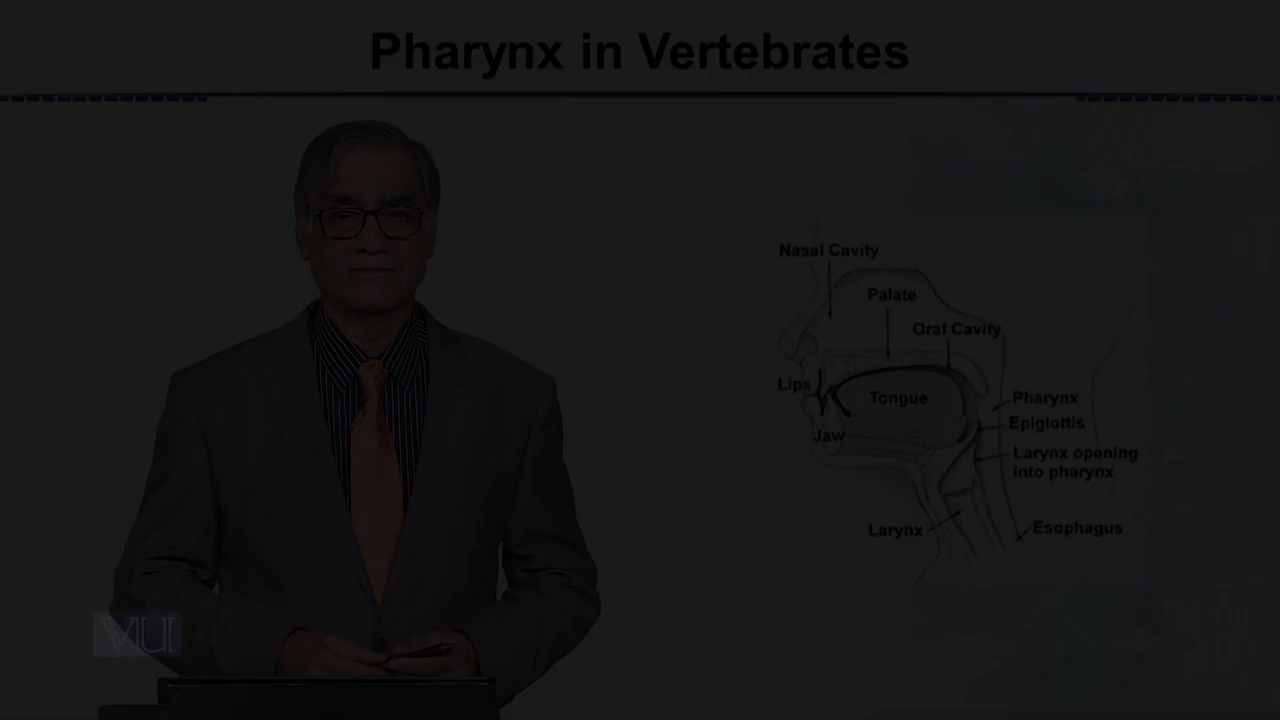 Pharynx in Vertebrates
Nasal Cavity
Palate
Oral Cavity
Lips
Tongue
Pharynx
Epiglottis
Jaw
Larynx opening
into pharynx
Larynx
Esophagus
VU